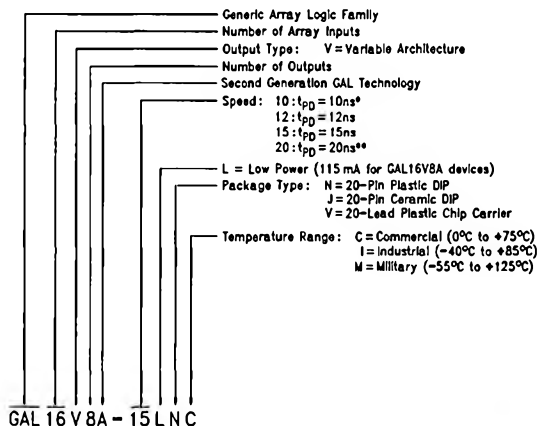 Generic Array Logic Family
Number of Array Inputs
Output Type: V = Variable Architecture
Number of Outputs
Second Generation GAL Technology
Speed: 10 : tPD = 10ns*
12 : tPD = 12ns
15 : tPD = 15ns
20 : tPD = 20ns**
L = Low Power (115 mA for GAL16V8A devices)
Package Type: N = 20-Pin Plastic DIP
J = 20-Pin Ceramic DIP
V = 20-Lead Plastic Chip Carrier
Temperature Range: C = Commercial (0°C to +75°C)
I = Industrial (-40°C to +85°C)
M = Military (-55°C to +125°C)
GAL 16 V 8 A - 15 L N C